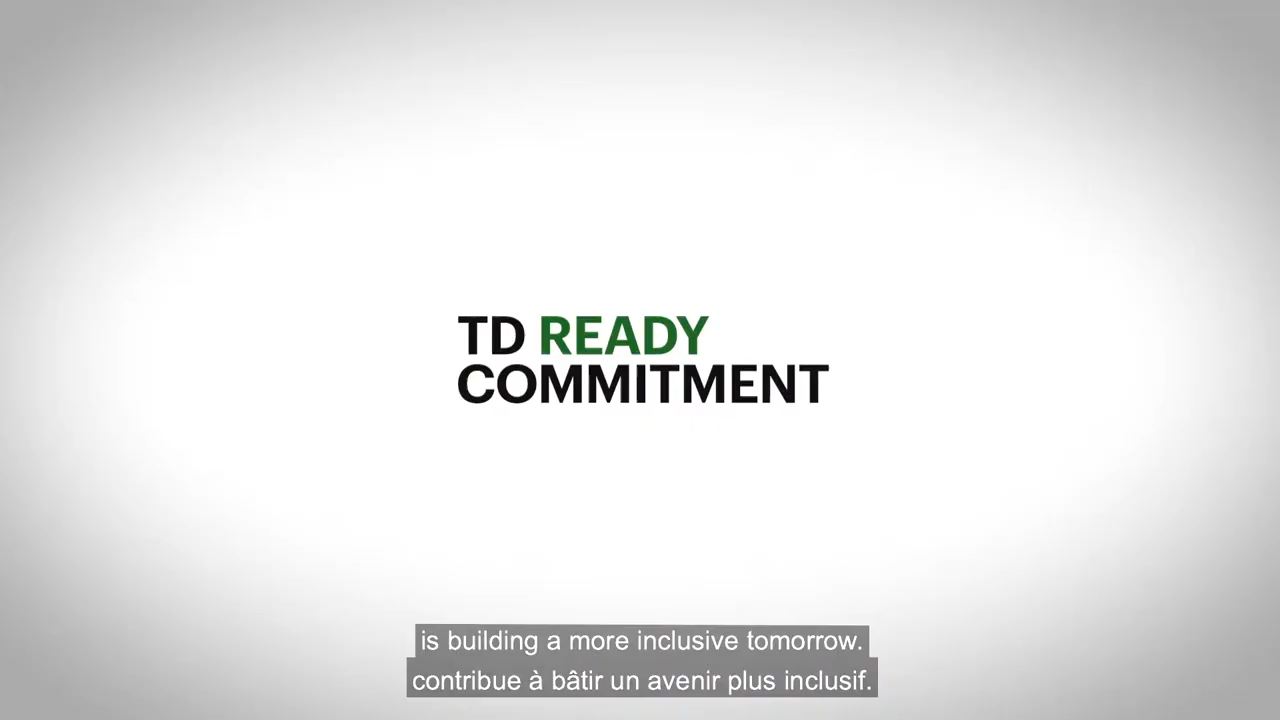 TD READY
COMMITMENT
is building a more inclusive tomorrow.
contribue à bâtir un avenir plus inclusif.